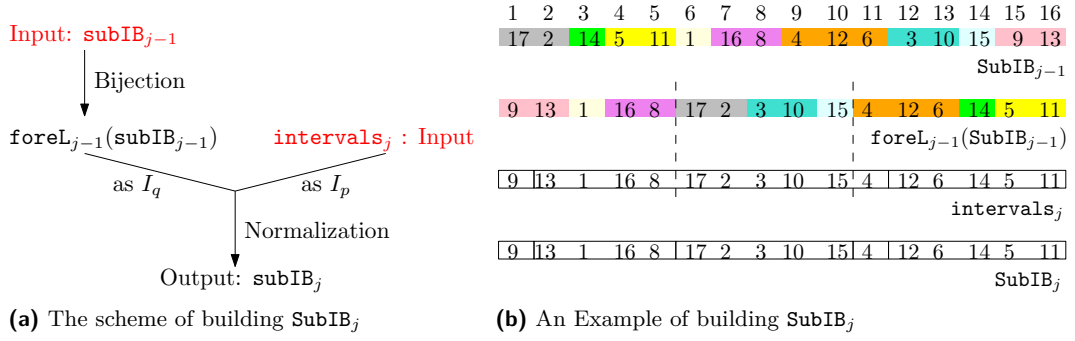 Input: subIB_{j−1}
Bijection
foreL_{j−1}(subIB_{j−1})
intervals_j : Input
as I_q
as I_p
Normalization
Output: subIB_j
(a) The scheme of building SubIB_j
1 2 3 4 5 6 7 8 9 10 11 12 13 14 15 16
17 2 14 5 11 1 16 8 4 12 6 3 10 15 9 13
SubIB_{j−1}
9 13 1 16 8 17 2 3 10 15 4 12 6 14 5 11
foreL_{j−1}(SubIB_{j−1})
9 13 1 16 8 17 2 3 10 15 4 12 6 14 5 11
intervals_j
9 13 1 16 8 17 2 3 10 15 4 12 6 14 5 11
SubIB_j
(b) An Example of building SubIB_j